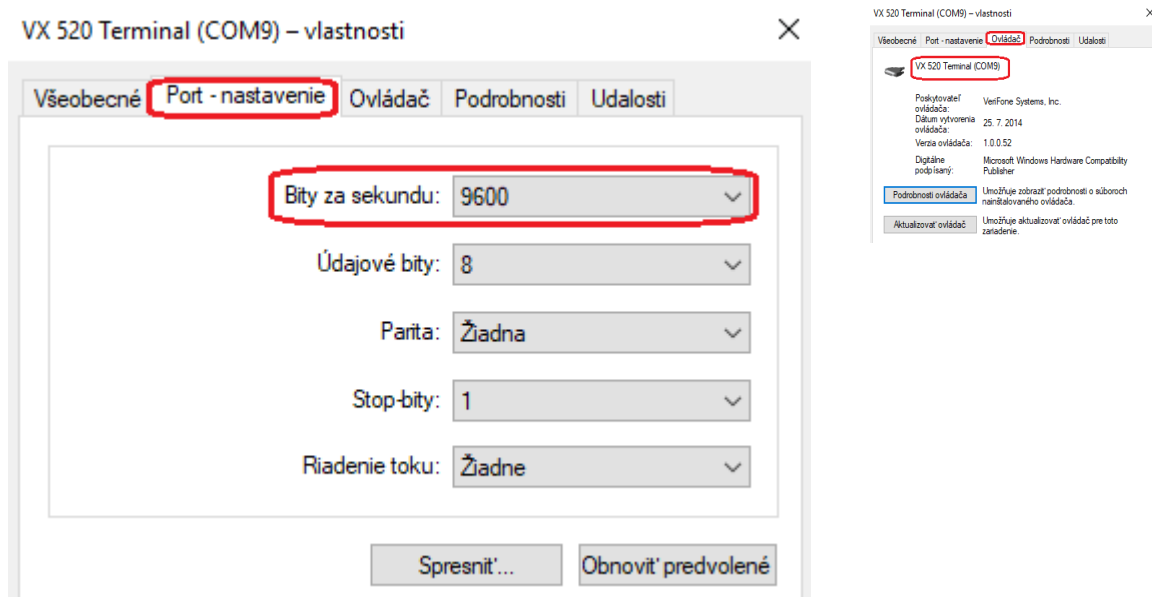 VX 520 Terminal (COM9) – vlastnosti
Všeobecné Port - nastavenie Ovládač Podrobnosti Udalosti
Bity za sekundu: 9600
Údajové bity: 8
Parita: Žiadna
Stop-bity: 1
Riadenie toku: Žiadne
Spresniť... Obnoviť predvolené
VX 520 Terminal (COM9) – vlastnosti
Všeobecné Port - nastavenie Ovládač Podrobnosti Udalosti
VX 520 Terminal (COM9)
Poskytovateľ
ovládača:
VeriFone Systems, Inc.
Dátum vytvorenia
ovládača:
25. 7. 2014
Verzia ovládača: 1.0.0.52
Digitálne
podpísaný:
Microsoft Windows Hardware Compatibility
Publisher
Podrobnosti ovládača
Umožňuje zobraziť podrobnosti o súboroch
nainštalovaného ovládača.
Aktualizovať ovládač
Umožňuje aktualizovať ovládač pre toto
zariadenie.